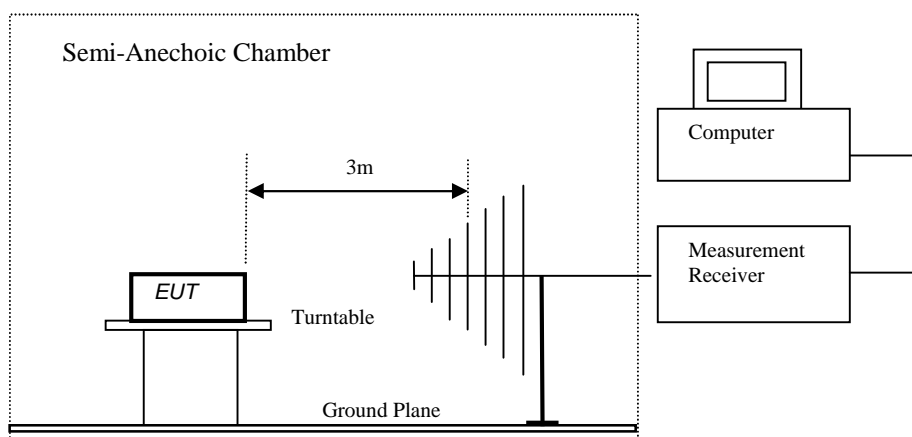 Semi-Anechoic Chamber
Computer
3m
Measurement
Receiver
EUT
Turntable
Ground Plane